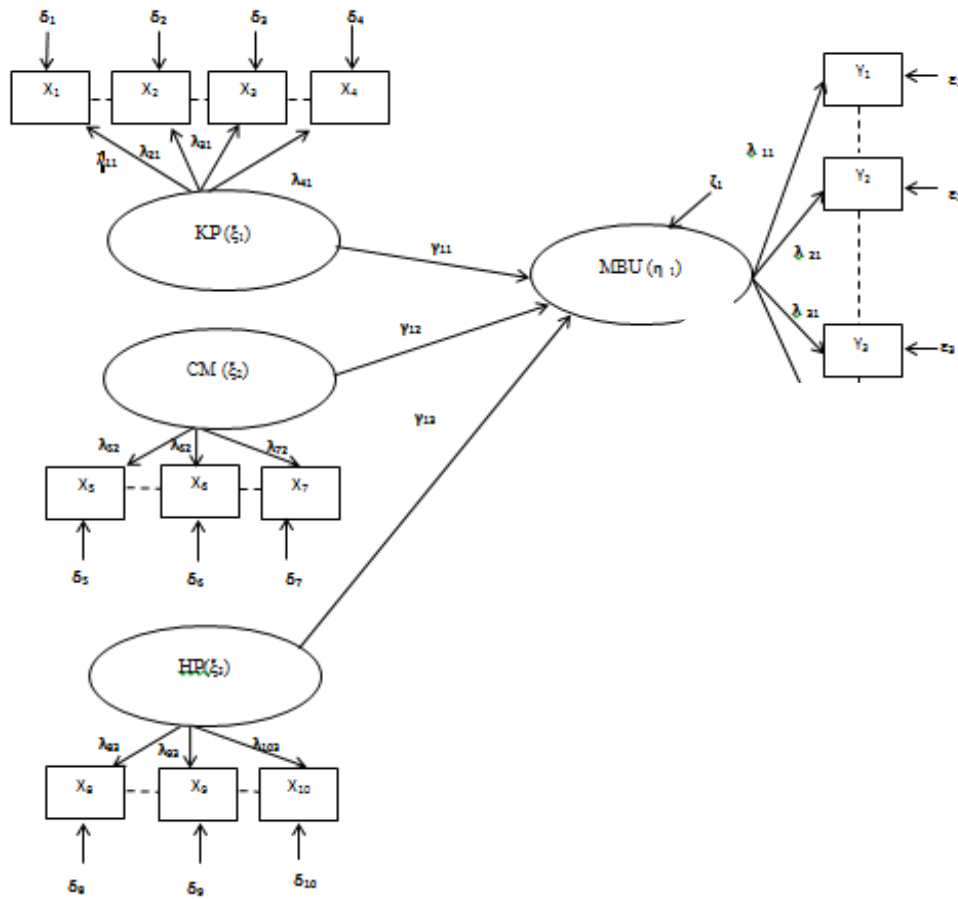 δ₁ δ₂ δ₃ δ₄
X₁ X₂ X₃ X₄
λ₁₁ λ₂₁ λ₃₁ λ₄₁
KP (ξ₁)
γ₁₁
ζ₁
MBU (η ₁)
Y₁
λ ₁₁
Y₂
λ ₂₁
λ ₃₁
Y₃ ε₃
γ₁₂
CM (ξ₂)
γ₁₃
λ₅₂ λ₆₂ λ₇₂
X₅ X₆ X₇
δ₅ δ₆ δ₇
HP(ξ₃)
λ₈₃ λ₉₃ λ₁₀₃
X₈ X₉ X₁₀
δ₈ δ₉ δ₁₀